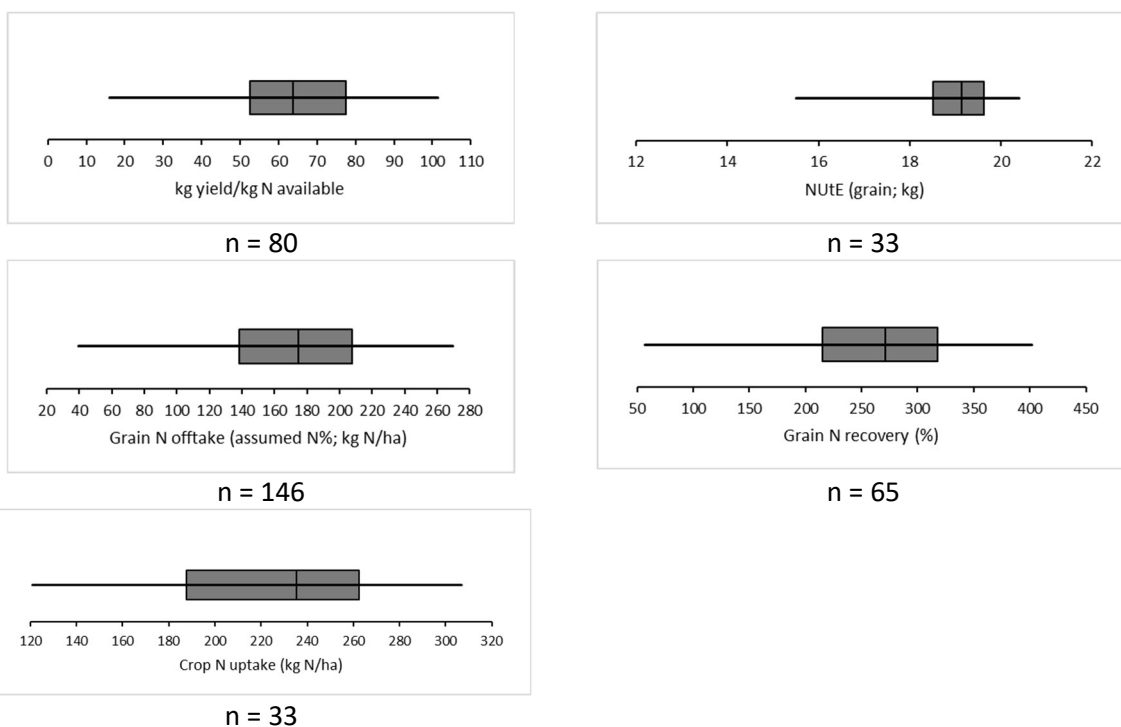 0 10 20 30 40 50 60 70 80 90 100 110
kg yield/kg N available
n = 80
12 14 16 18 20 22
NUtE (grain; kg)
n = 33
20 40 60 80 100 120 140 160 180 200 220 240 260 280
Grain N offtake (assumed N%; kg N/ha)
n = 146
50 100 150 200 250 300 350 400 450
Grain N recovery (%)
n = 65
120 140 160 180 200 220 240 260 280 300 320
Crop N uptake (kg N/ha)
n = 33